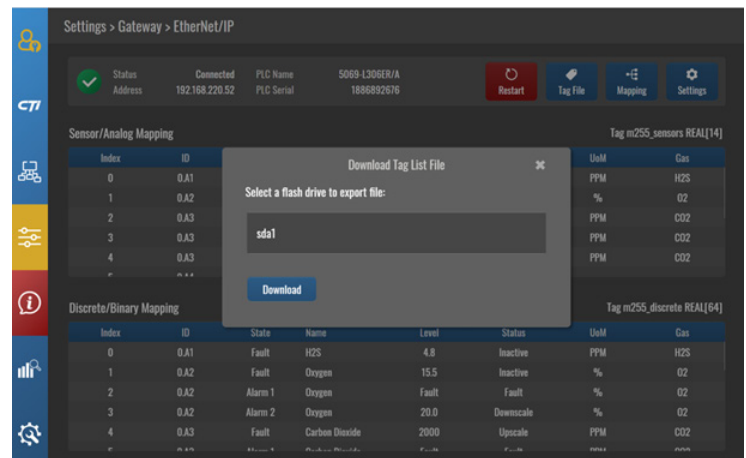 Settings > Gateway > EtherNet/IP
Status Connected PLC Name 5069-L306ER/A
Address 192.168.220.52 PLC Serial 1886892676
Restart Tag File Mapping Settings
CTI
Sensor/Analog Mapping Tag m255_sensors REAL[14]
Index ID UoM Gas
0 0.A1 PPM H2S
1 0.A2 % O2
2 0.A3 PPM CO2
3 0.A3 PPM CO2
4 0.A3 PPM CO2
Download Tag List File
Select a flash drive to export file:
sda1
Download
Discrete/Binary Mapping Tag m255_discrete REAL[64]
Index ID State Name Level Status UoM Gas
0 0.A1 Fault H2S 4.8 Inactive PPM H2S
1 0.A2 Fault Oxygen 15.5 Inactive % O2
2 0.A2 Alarm 1 Oxygen Fault Fault % O2
3 0.A2 Alarm 2 Oxygen 20.0 Downscale % O2
4 0.A3 Fault Carbon Dioxide 2000 Upscale PPM CO2